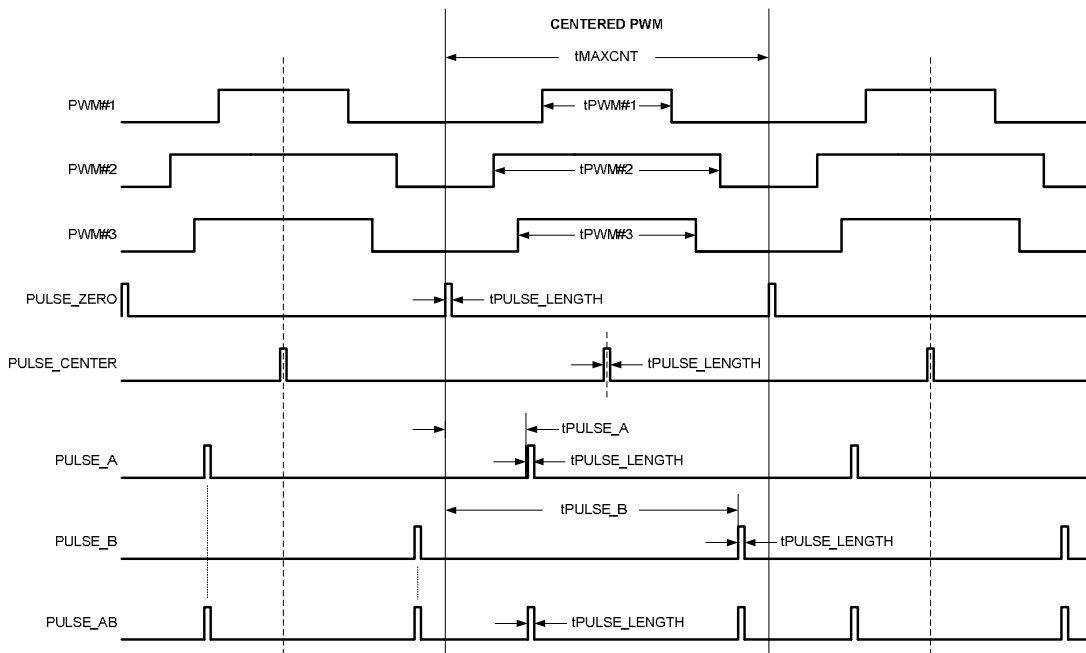 CENTERED PWM
tMAXCNT
PWM#1
tPWM#1
PWM#2
tPWM#2
PWM#3
tPWM#3
PULSE_ZERO
tPULSE_LENGTH
PULSE_CENTER
tPULSE_LENGTH
tPULSE_A
PULSE_A
tPULSE_LENGTH
tPULSE_B
PULSE_B
tPULSE_LENGTH
PULSE_AB
tPULSE_LENGTH